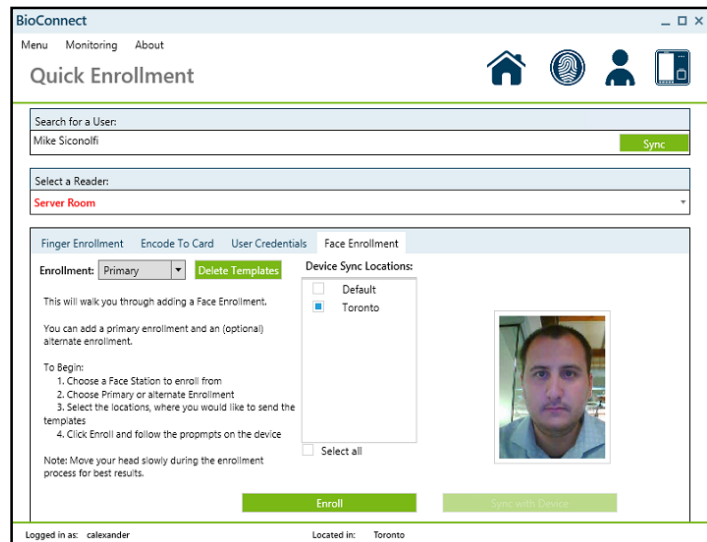 BioConnect
Menu Monitoring About
Quick Enrollment
Search for a User:
Mike Siconolfi
Sync
Select a Reader:
Server Room
Finger Enrollment Encode To Card User Credentials Face Enrollment
Enrollment: Primary Delete Templates
Device Sync Locations:
Default
Toronto
This will walk you through adding a Face Enrollment.
You can add a primary enrollment and an (optional)
alternate enrollment.
To Begin:
1. Choose a Face Station to enroll from
2. Choose Primary or alternate Enrollment
3. Select the locations, where you would like to send the
templates
4. Click Enroll and follow the propmpts on the device
Select all
Note: Move your head slowly during the enrollment
process for best results.
Enroll
Sync with Device
Logged in as: calexander
Located in: Toronto